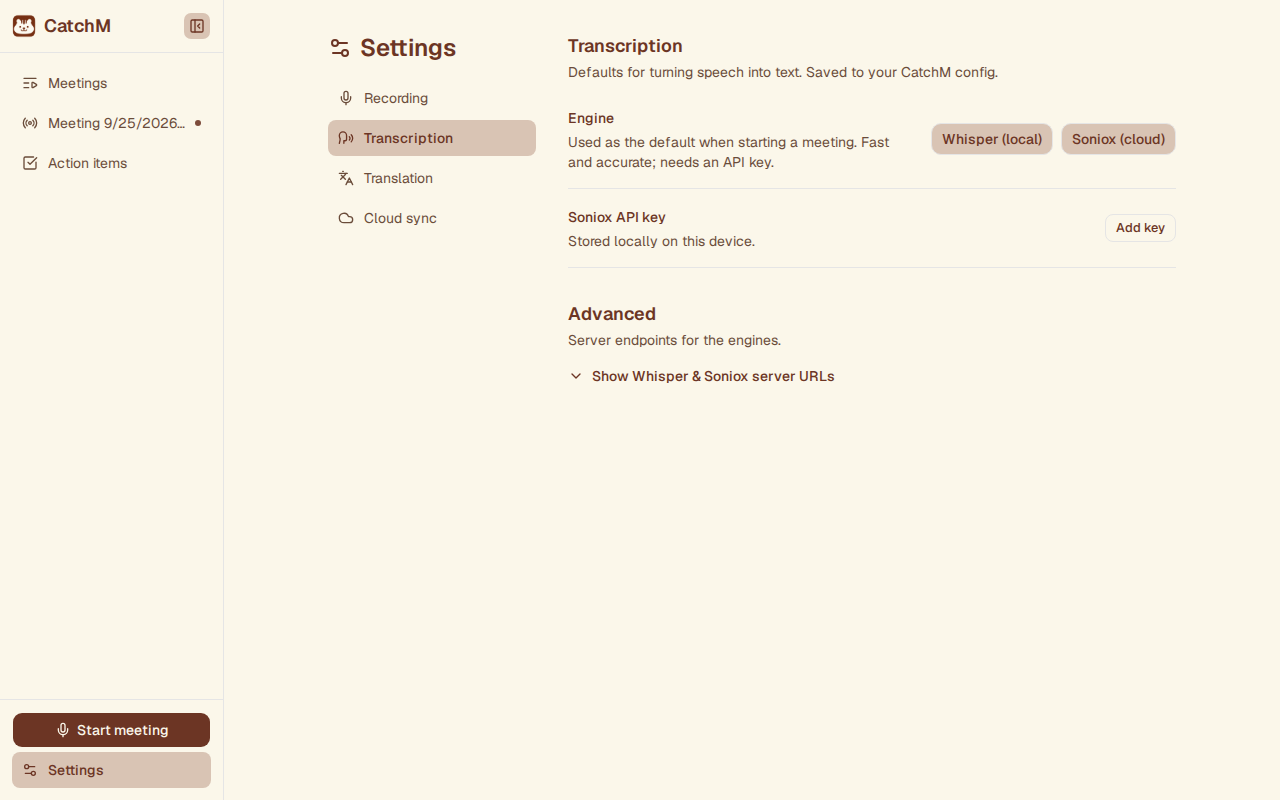 CatchM
Meetings
Meeting 9/25/2026…
Action items
Start meeting
Settings
Settings
Recording
Transcription
Translation
Cloud sync
Transcription
Defaults for turning speech into text. Saved to your CatchM config.
Engine
Used as the default when starting a meeting. Fast
and accurate; needs an API key.
Whisper (local)
Soniox (cloud)
Soniox API key
Stored locally on this device.
Add key
Advanced
Server endpoints for the engines.
Show Whisper & Soniox server URLs